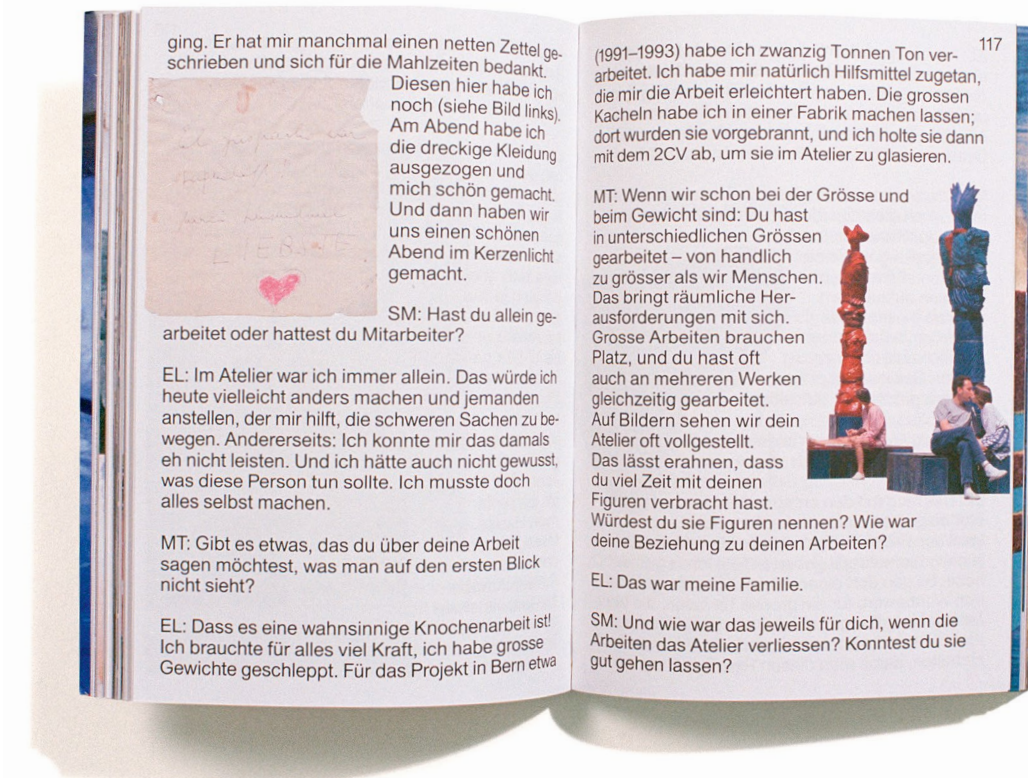 ging. Er hat mir manchmal einen netten Zettel ge-
schrieben und sich für die Mahlzeiten bedankt.
Diesen hier habe ich
noch (siehe Bild links).
Am Abend habe ich
die dreckige Kleidung
ausgezogen und
mich schön gemacht.
Und dann haben wir
uns einen schönen
Abend im Kerzenlicht
gemacht.
SM: Hast du allein ge-
arbeitet oder hattest du Mitarbeiter?
EL: Im Atelier war ich immer allein. Das würde ich
heute vielleicht anders machen und jemanden
anstellen, der mir hilft, die schweren Sachen zu be-
wegen. Andererseits: Ich konnte mir das damals
eh nicht leisten. Und ich hätte auch nicht gewusst,
was diese Person tun sollte. Ich musste doch
alles selbst machen.
MT: Gibt es etwas, das du über deine Arbeit
sagen möchtest, was man auf den ersten Blick
nicht sieht?
EL: Dass es eine wahnsinnige Knochenarbeit ist!
Ich brauchte für alles viel Kraft, ich habe grosse
Gewichte geschleppt. Für das Projekt in Bern etwa
117
(1991–1993) habe ich zwanzig Tonnen Ton ver-
arbeitet. Ich habe mir natürlich Hilfsmittel zugetan,
die mir die Arbeit erleichtert haben. Die grossen
Kacheln habe ich in einer Fabrik machen lassen;
dort wurden sie vorgebrannt, und ich holte sie dann
mit dem 2CV ab, um sie im Atelier zu glasieren.
MT: Wenn wir schon bei der Grösse und
beim Gewicht sind: Du hast
in unterschiedlichen Grössen
gearbeitet – von handlich
zu grösser als wir Menschen.
Das bringt räumliche Her-
ausforderungen mit sich.
Grosse Arbeiten brauchen
Platz, und du hast oft
auch an mehreren Werken
gleichzeitig gearbeitet.
Auf Bildern sehen wir dein
Atelier oft vollgestellt.
Das lässt erahnen, dass
du viel Zeit mit deinen
Figuren verbracht hast.
Würdest du sie Figuren nennen? Wie war
deine Beziehung zu deinen Arbeiten?
EL: Das war meine Familie.
SM: Und wie war das jeweils für dich, wenn die
Arbeiten das Atelier verliessen? Konntest du sie
gut gehen lassen?